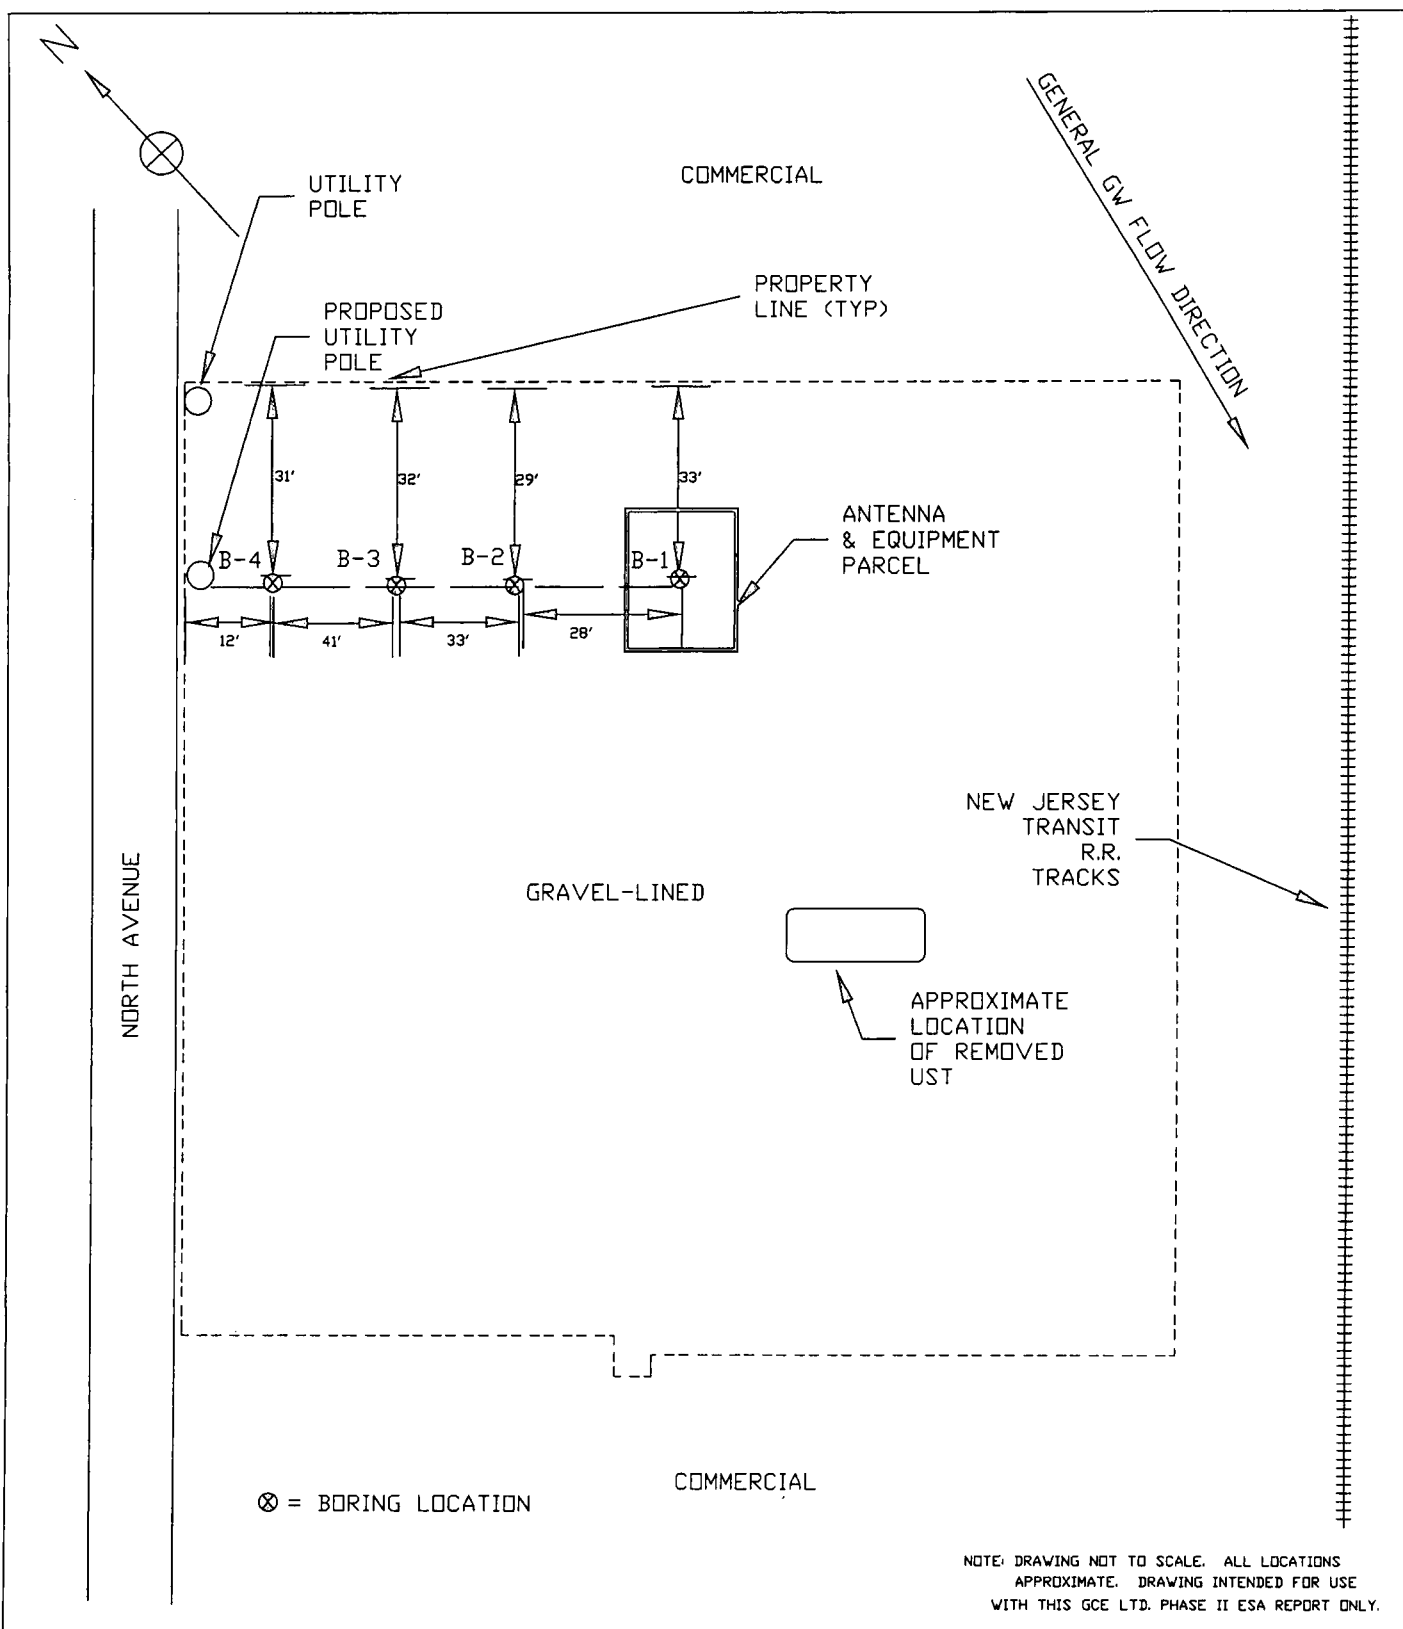 N
GENERAL GW FLOW DIRECTION
COMMERCIAL
UTILITY
POLE
PROPERTY
LINE (TYP)
PROPOSED
UTILITY
POLE
31'
32'
29'
33'
ANTENNA
& EQUIPMENT
PARCEL
B-4
B-3
B-2
B-1
12'
41'
33'
28'
NEW JERSEY
TRANSIT
R.R.
TRACKS
NORTH AVENUE
GRAVEL-LINED
APPROXIMATE
LOCATION
OF REMOVED
UST
COMMERCIAL
⊗ = BORING LOCATION
NOTE: DRAWING NOT TO SCALE. ALL LOCATIONS
APPROXIMATE. DRAWING INTENDED FOR USE
WITH THIS GCE LTD. PHASE II ESA REPORT ONLY.